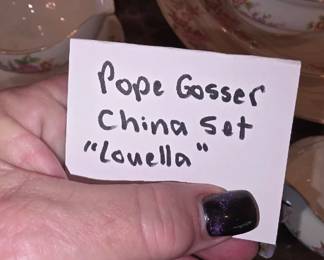 Pope Gosser
China Set
"Louella"